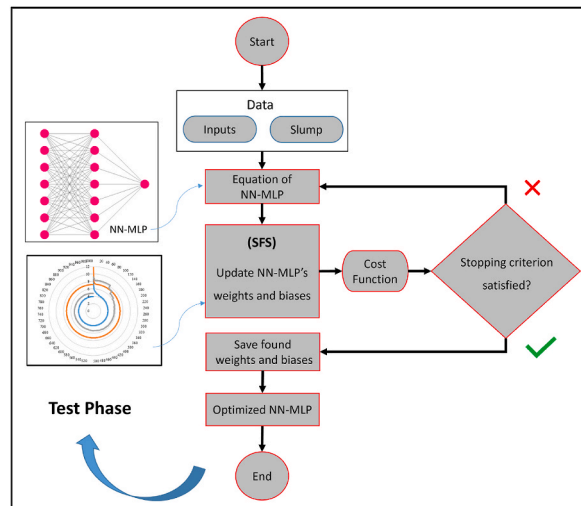 Start
Data
Inputs
Slump
Equation of
NN-MLP
NN-MLP
(SFS)
Update NN-MLP's
weights and biases
Cost
Function
Stopping criterion
satisfied?
Save found
weights and biases
Optimized NN-MLP
Test Phase
End